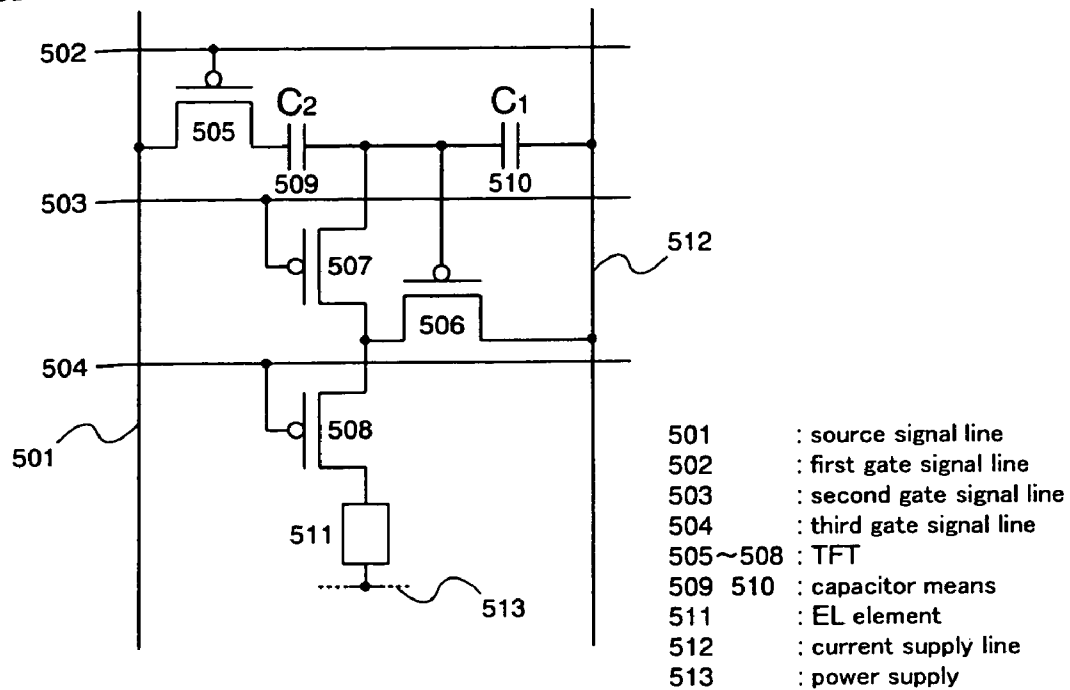 502
C2
C1
505
509
510
503
512
507
506
504
508
501
511
513
501 : source signal line
502 : first gate signal line
503 : second gate signal line
504 : third gate signal line
505~508 : TFT
509 510 : capacitor means
511 : EL element
512 : current supply line
513 : power supply